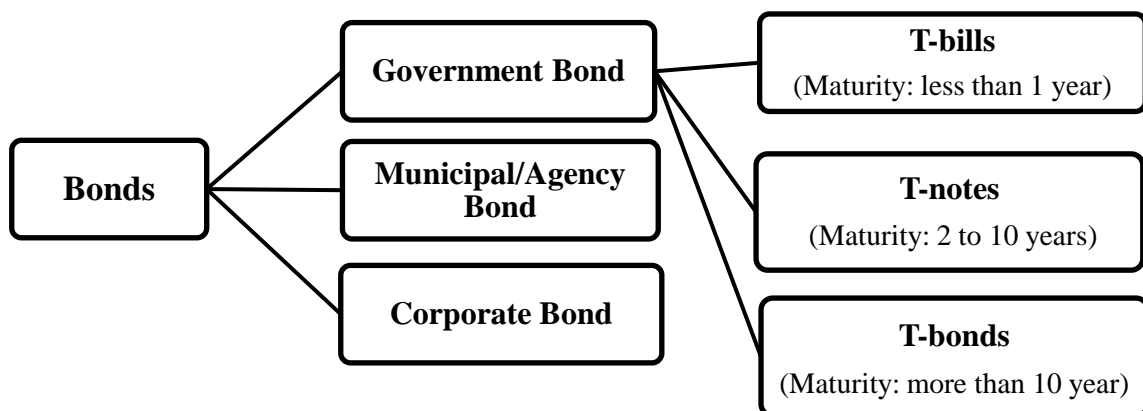 Bonds
Government Bond
Municipal/Agency
Bond
Corporate Bond
T-bills
(Maturity: less than 1 year)
T-notes
(Maturity: 2 to 10 years)
T-bonds
(Maturity: more than 10 year)